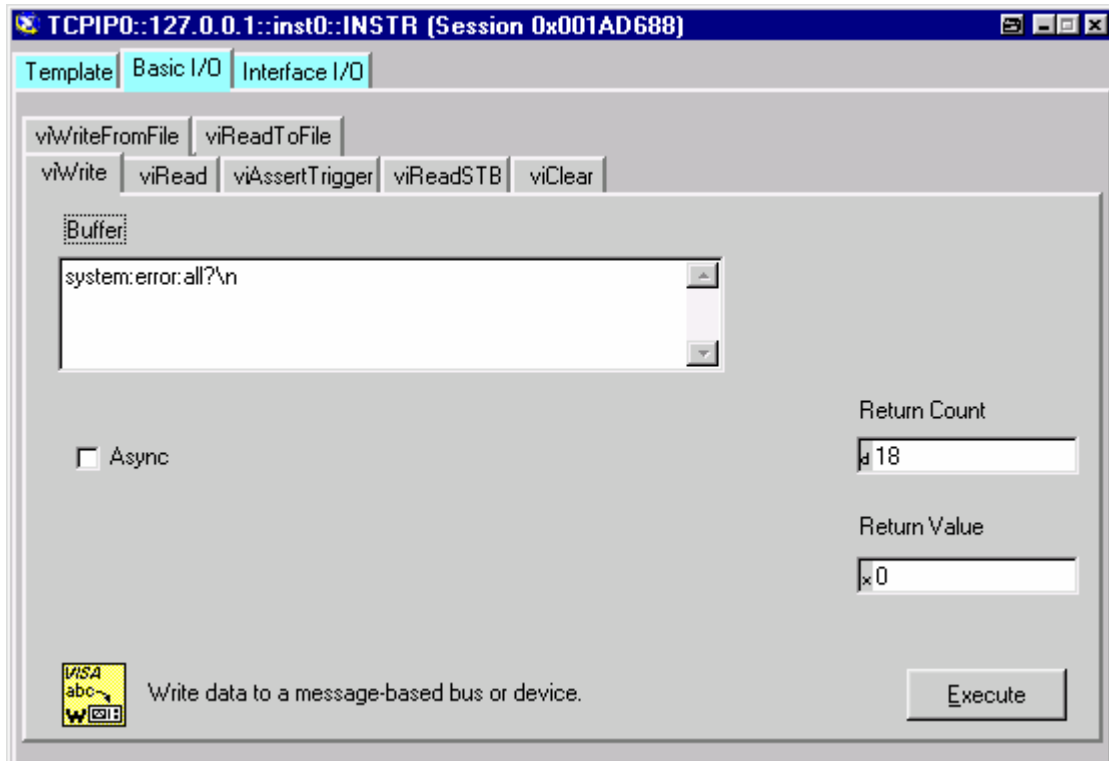 TCPIP0::127.0.0.1::inst0::INSTR (Session 0x001AD688)
Template Basic I/O Interface I/O
viWriteFromFile viReadToFile
viWrite viRead viAssertTrigger viReadSTB viClear
Buffer
system:error:all?\n
Return Count
Async
d 18
Return Value
x 0
VISA
abc
W
Write data to a message-based bus or device.
Execute